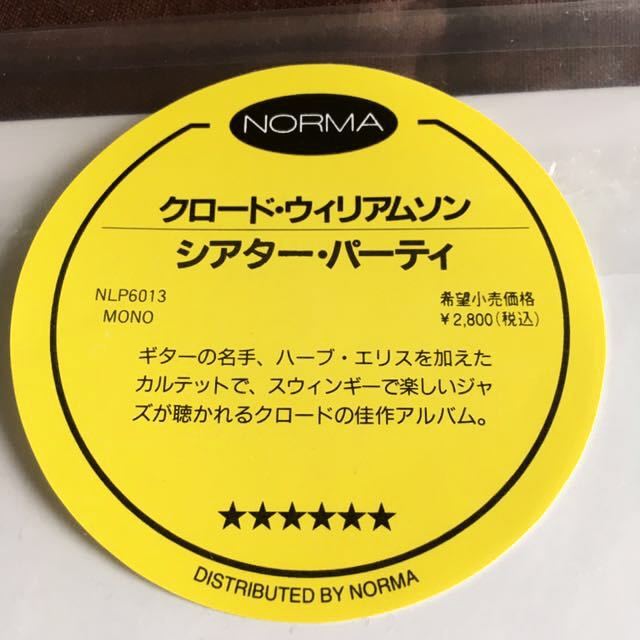 NORMA
クロード・ウィリアムソン
シアター・パーティ
NLP6013
MONO
希望小売価格
¥2,800(税込)
ギターの名手、ハーブ・エリスを加えた
カルテットで、スウィンギーで楽しいジャ
ズが聴かれるクロードの佳作アルバム。
★★★★★★
DISTRIBUTED BY NORMA